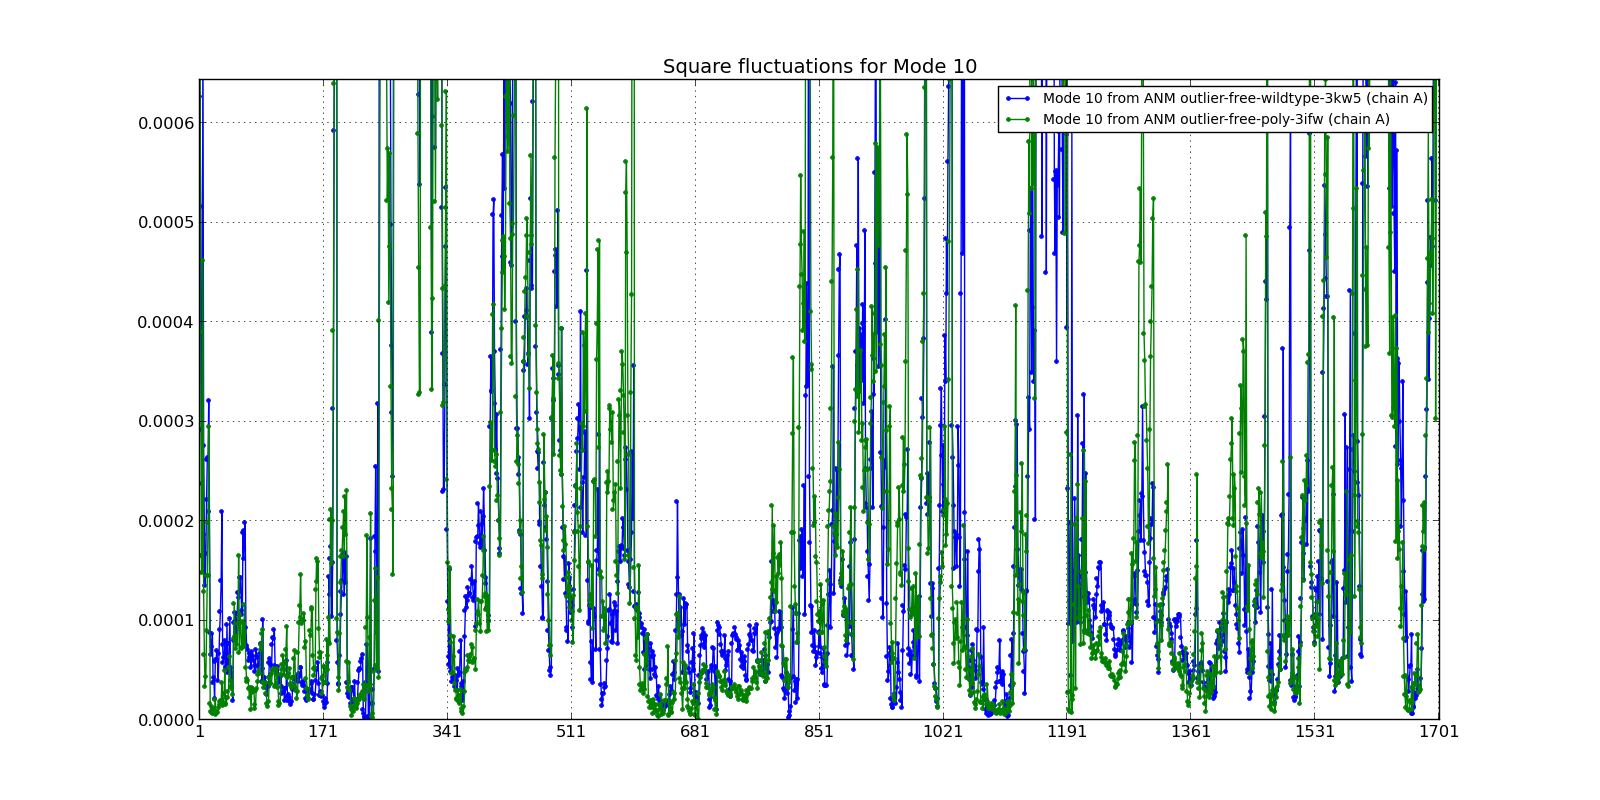 Square fluctuations for Mode 10
Mode 10 from ANM outlier-free-wildtype-3kw5 (chain A)
Mode 10 from ANM outlier-free-poly-3ifw (chain A)
0.0006
0.0005
0.0004
0.0003
0.0002
0.0001
0.0000
1 171 341 511 681 851 1021 1191 1361 1531 1701